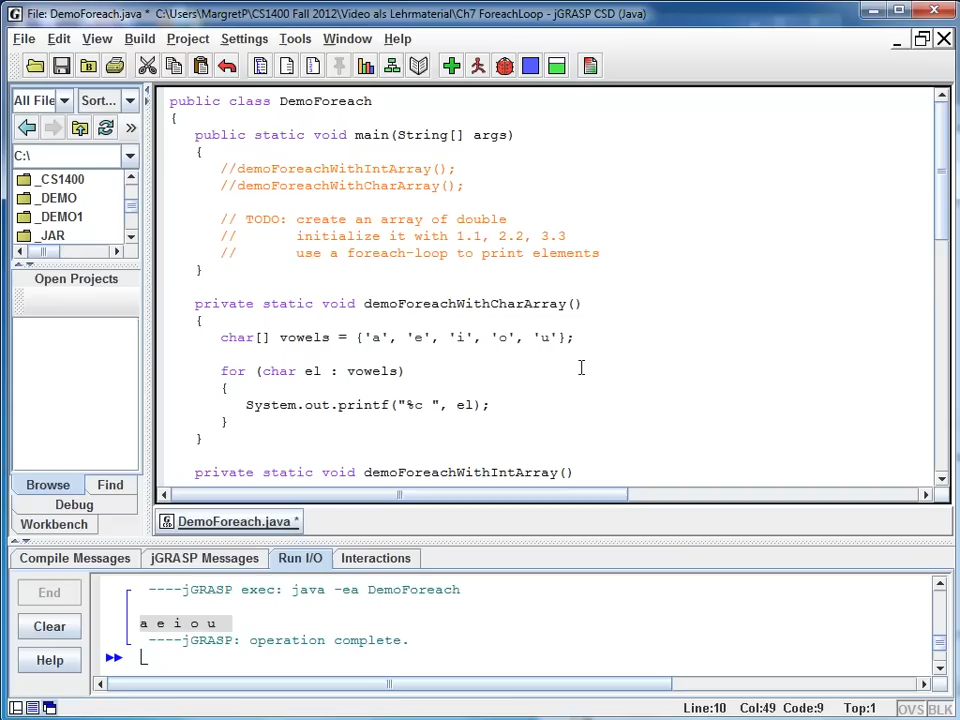 File: DemoForeach.java * C:\Users\MargretP\CS1400 Fall 2012\Video als Lehrmaterial\Ch7 ForeachLoop - jGRASP CSD (Java)
File Edit View Build Project Settings Tools Window Help
All File Sort...
C:\
_CS1400
_DEMO
_DEMO1
_JAR
Open Projects
Browse Find
Debug
Workbench
public class DemoForeach
{
public static void main(String[] args)
{
//demoForeachWithIntArray();
//demoForeachWithCharArray();
// TODO: create an array of double
// initialize it with 1.1, 2.2, 3.3
// use a foreach-loop to print elements
}
private static void demoForeachWithCharArray()
{
char[] vowels = {'a', 'e', 'i', 'o', 'u'};
for (char el : vowels)
{
System.out.printf("%c ", el);
}
}
private static void demoForeachWithIntArray()
DemoForeach.java *
Compile Messages jGRASP Messages Run I/O Interactions
End
Clear
Help
----jGRASP exec: java -ea DemoForeach
a e i o u
----jGRASP: operation complete.
Line:10 Col:49 Code:9 Top:1 OVS BLK